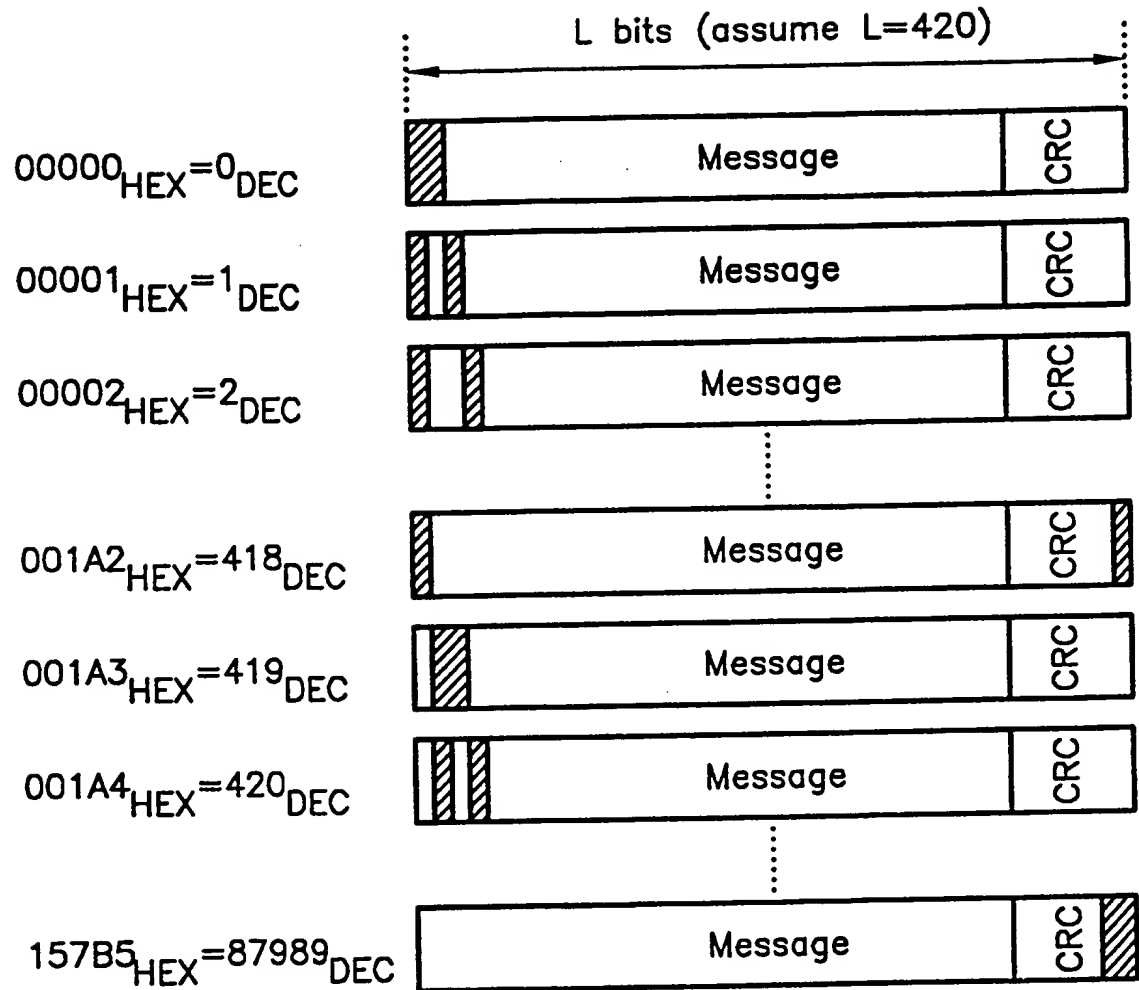 L bits (assume L=420)
00000HEX=0DEC Message CRC
00001HEX=1DEC Message CRC
00002HEX=2DEC Message CRC
001A2HEX=418DEC Message CRC
001A3HEX=419DEC Message CRC
001A4HEX=420DEC Message CRC
157B5HEX=87989DEC Message CRC